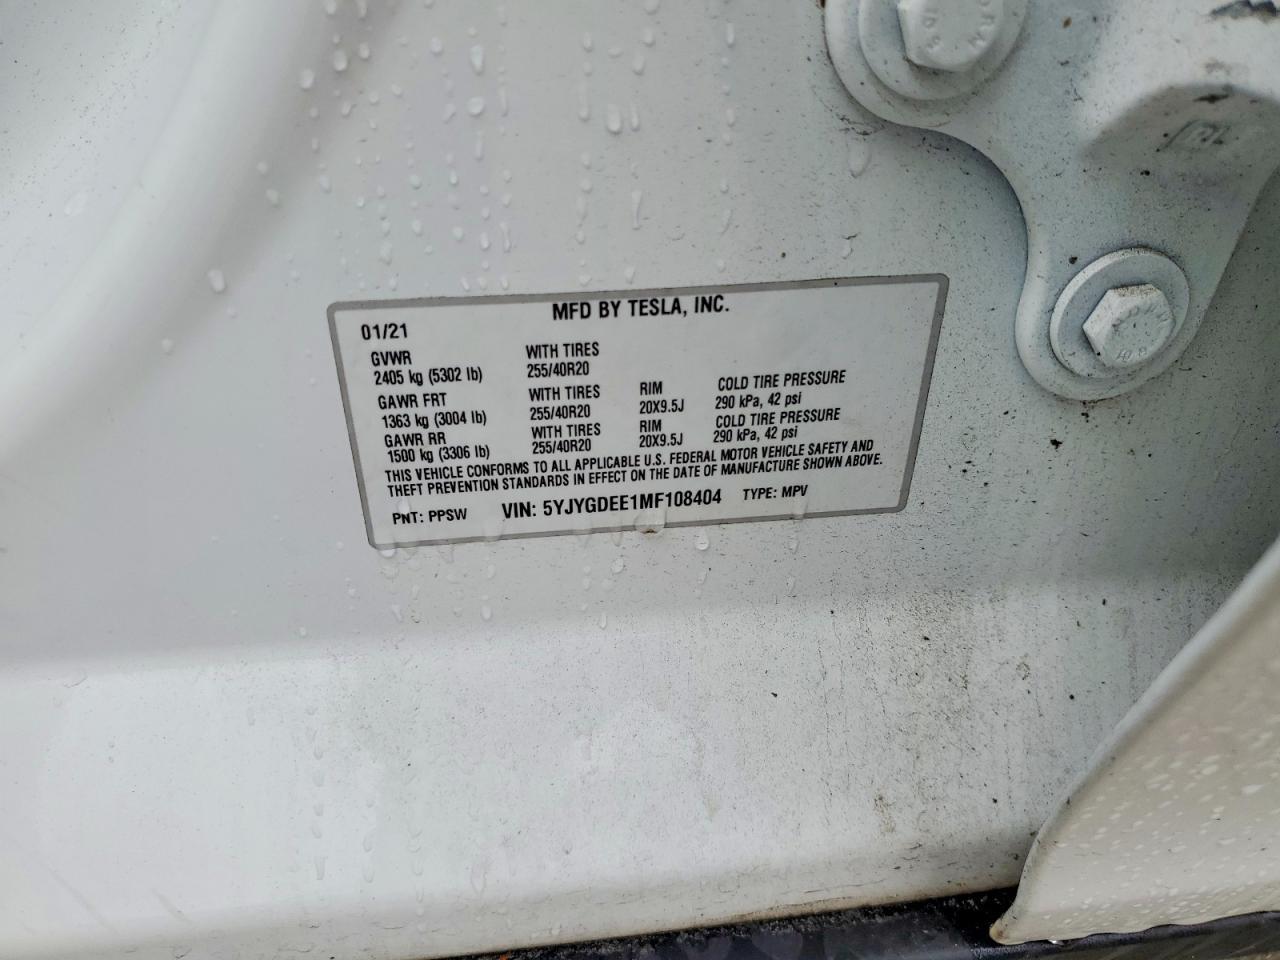 MFD BY TESLA, INC.
01/21
GVWR WITH TIRES
2405 kg (5302 lb) 255/40R20
GAWR FRT WITH TIRES RIM COLD TIRE PRESSURE
1363 kg (3004 lb) 255/40R20 20X9.5J 290 kPa, 42 psi
GAWR RR WITH TIRES RIM COLD TIRE PRESSURE
1500 kg (3306 lb) 255/40R20 20X9.5J 290 kPa, 42 psi
THIS VEHICLE CONFORMS TO ALL APPLICABLE U.S. FEDERAL MOTOR VEHICLE SAFETY AND
THEFT PREVENTION STANDARDS IN EFFECT ON THE DATE OF MANUFACTURE SHOWN ABOVE.
PNT: PPSW VIN: 5YJYGDEE1MF108404 TYPE: MPV